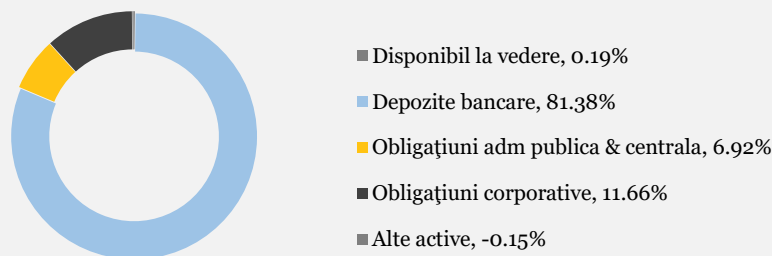 Disponibil la vedere, 0.19%
Depozite bancare, 81.38%
Obligaţiuni adm publica & centrala, 6.92%
Obligaţiuni corporative, 11.66%
Alte active, -0.15%